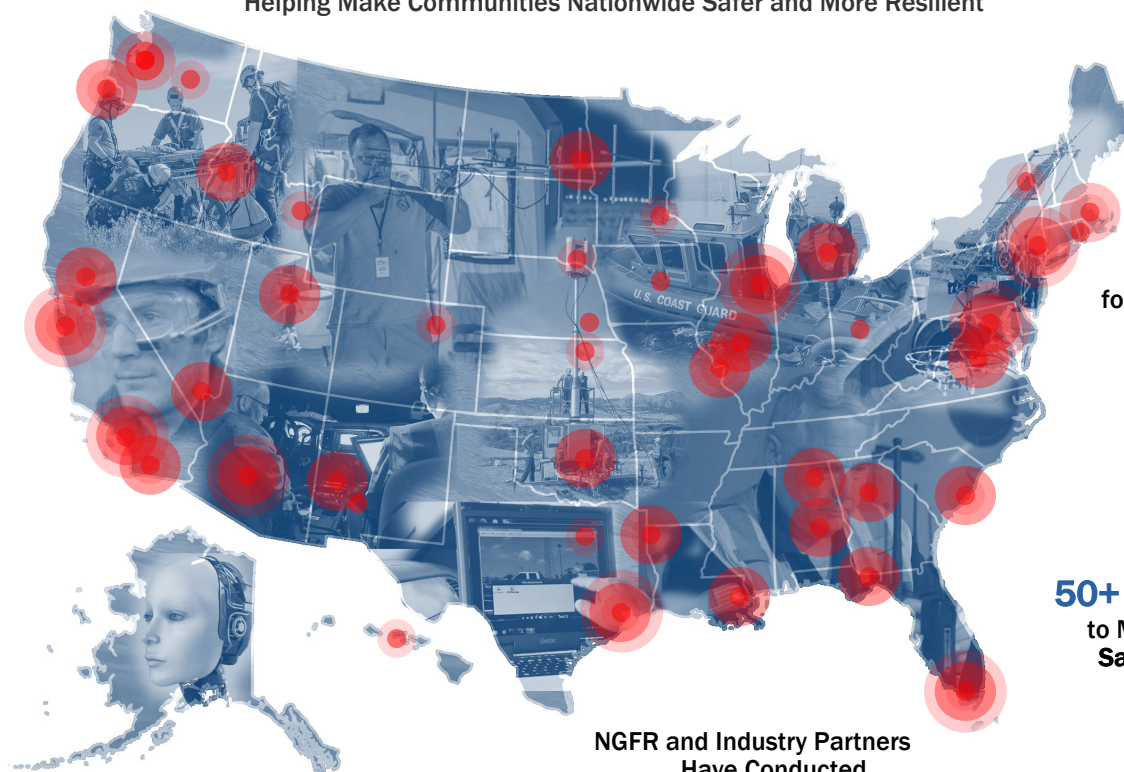 Helping Make Communities Nationwide Safer and More Resilient
U.S. COAST GUARD
fo
50+
to M
Sa
Getac
NGFR and Industry Partners
Have Conducted